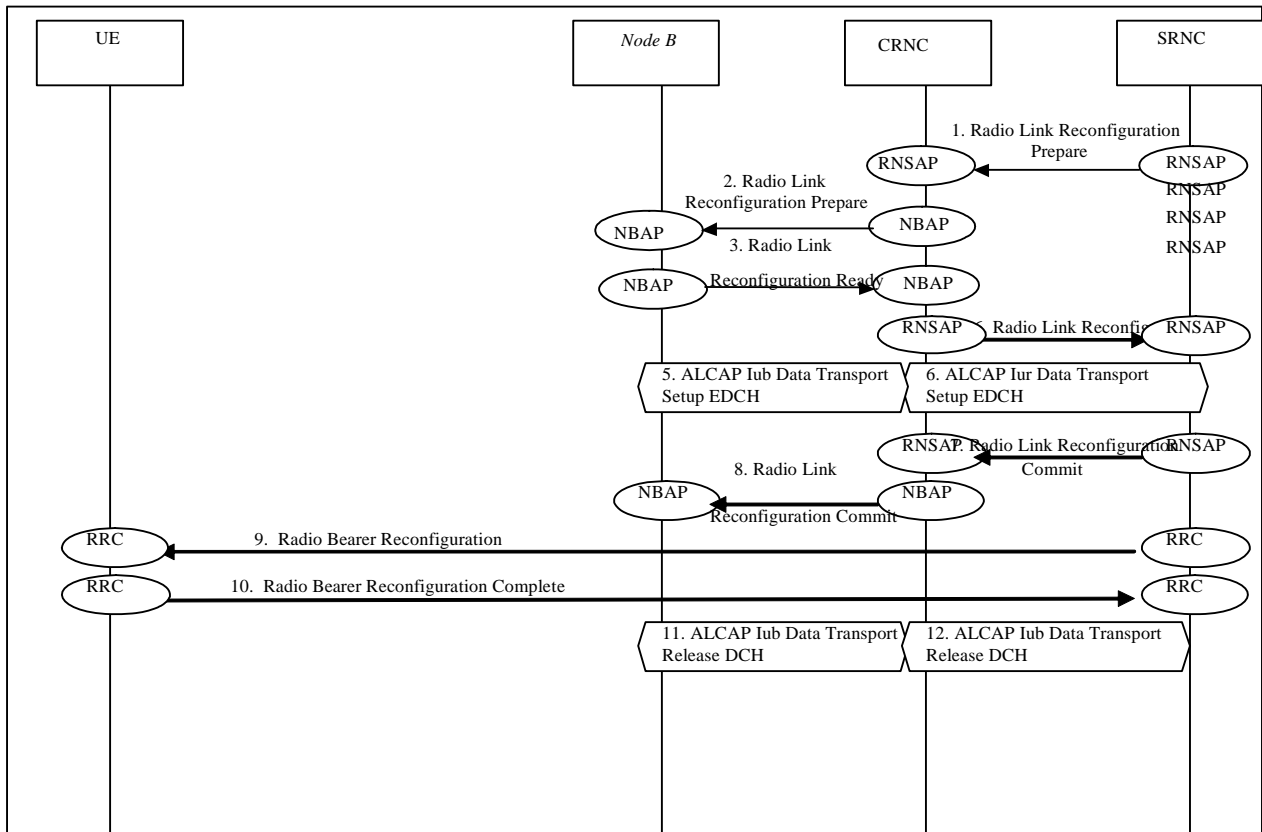 UE
Node B
CRNC
SRNC
1. Radio Link Reconfiguration
Prepare
RNSAP
RNSAP
RNSAP
RNSAP
RNSAP
2. Radio Link
Reconfiguration Prepare
NBAP
NBAP
3. Radio Link
Reconfiguration Ready
NBAP
NBAP
RNSAP
Radio Link Reconfig
RNSAP
5. ALCAP Iub Data Transport
Setup EDCH
6. ALCAP Iur Data Transport
Setup EDCH
RNSAP
7. Radio Link Reconfiguration
Commit
RNSAP
8. Radio Link
Reconfiguration Commit
NBAP
NBAP
RRC
9. Radio Bearer Reconfiguration
RRC
RRC
10. Radio Bearer Reconfiguration Complete
RRC
11. ALCAP Iub Data Transport
Release DCH
12. ALCAP Iub Data Transport
Release DCH